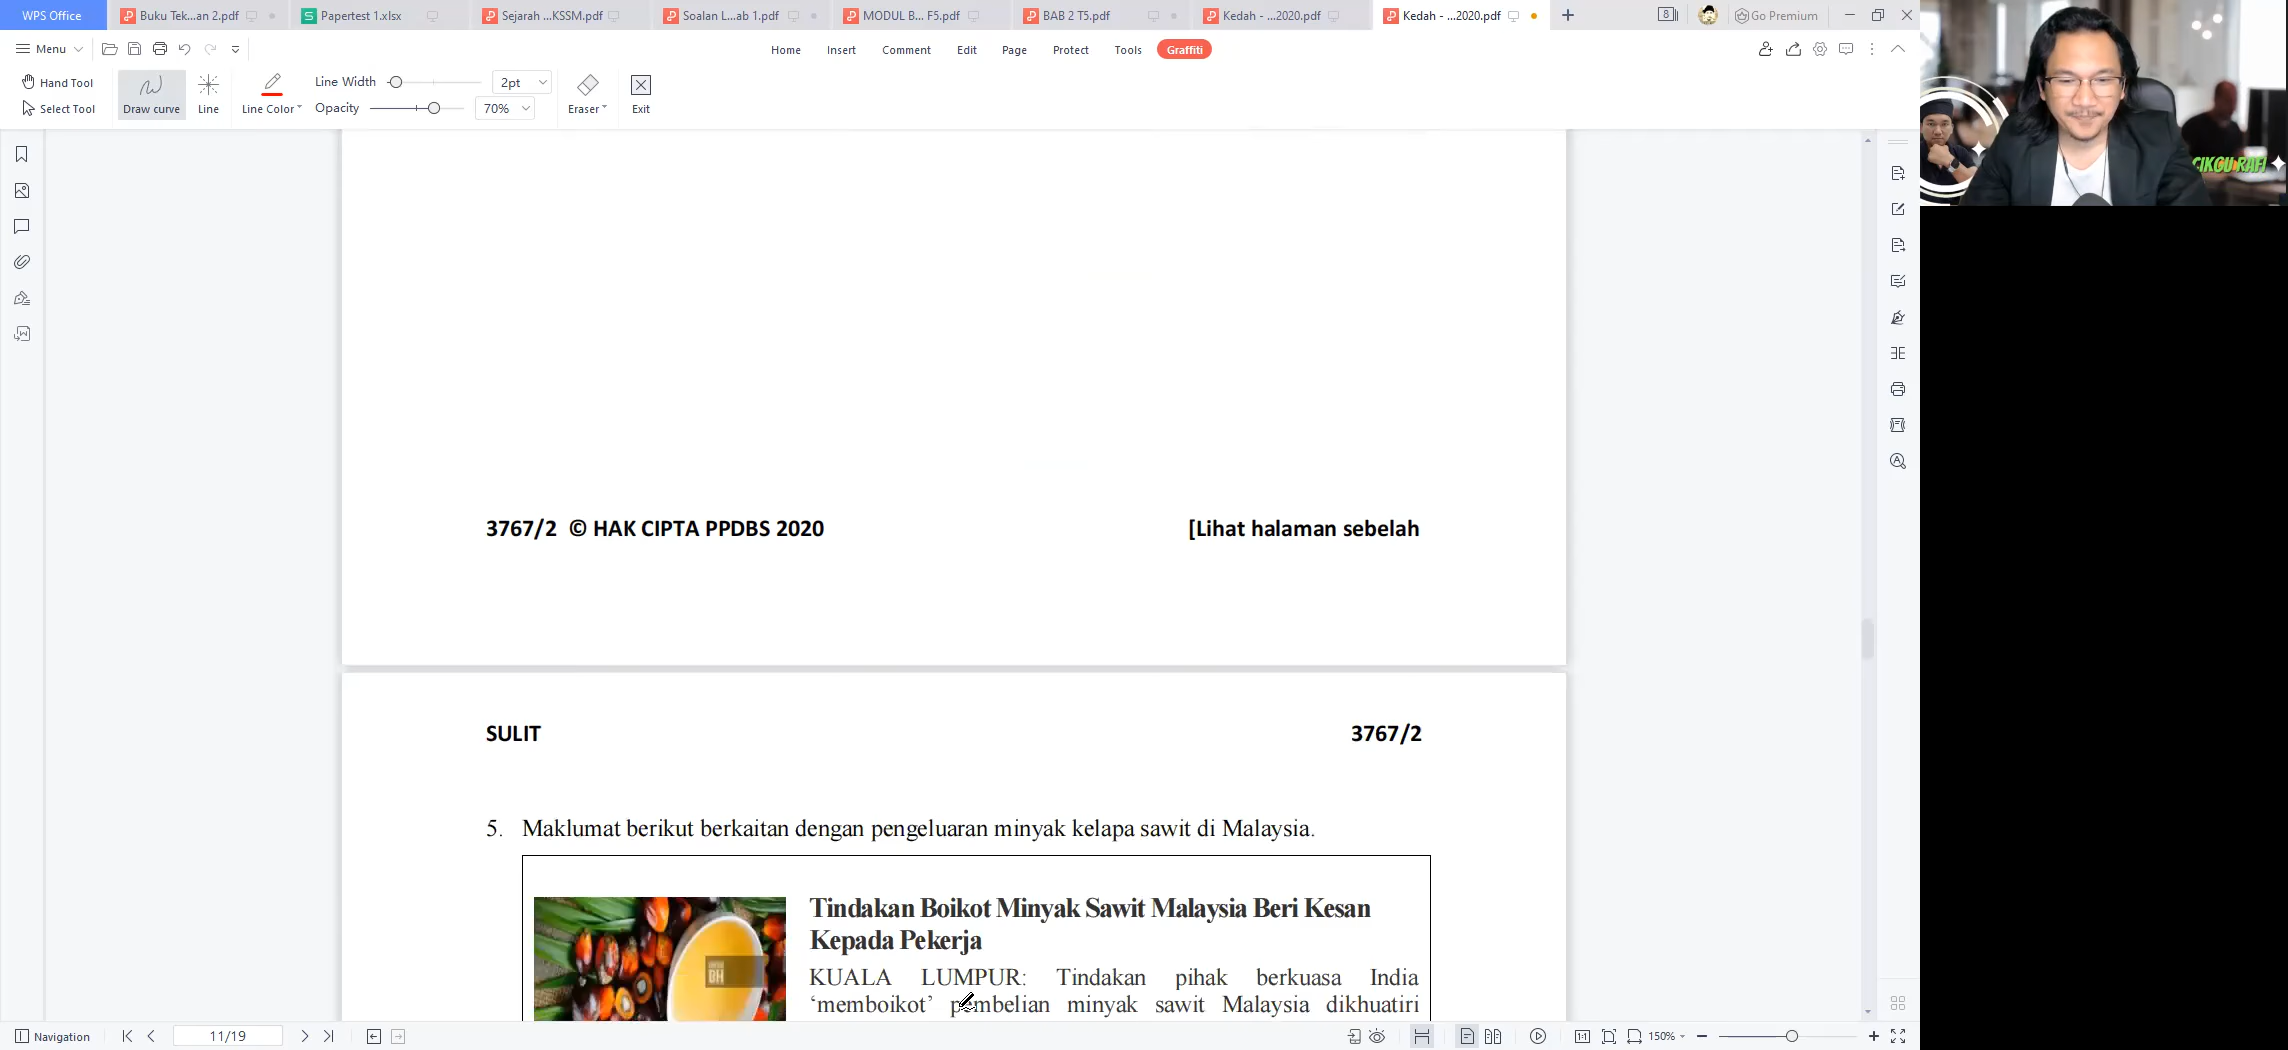 WPS Office
Buku Tek...an 2.pdf
Papertest 1.xlsx
Sejarah ...KSSM.pdf
Soalan L...ab 1.pdf
MODUL B... F5.pdf
BAB 2 T5.pdf
Kedah - ...2020.pdf
Kedah - ...2020.pdf
Go Premium
Menu
Home
Insert
Comment
Edit
Page
Protect
Tools
Graffiti
Hand Tool
Select Tool
Draw curve
Line
Line Color
Line Width
2pt
Opacity
70%
Eraser
Exit
CIKGU RAFI
3767/2 © HAK CIPTA PPDBS 2020
[Lihat halaman sebelah
SULIT
3767/2
5. Maklumat berikut berkaitan dengan pengeluaran minyak kelapa sawit di Malaysia.
BH
Tindakan Boikot Minyak Sawit Malaysia Beri Kesan
Kepada Pekerja
KUALA LUMPUR: Tindakan pihak berkuasa India
‘memboikot’ pembelian minyak sawit Malaysia dikhuatiri
Navigation
11/19
1:1
150%